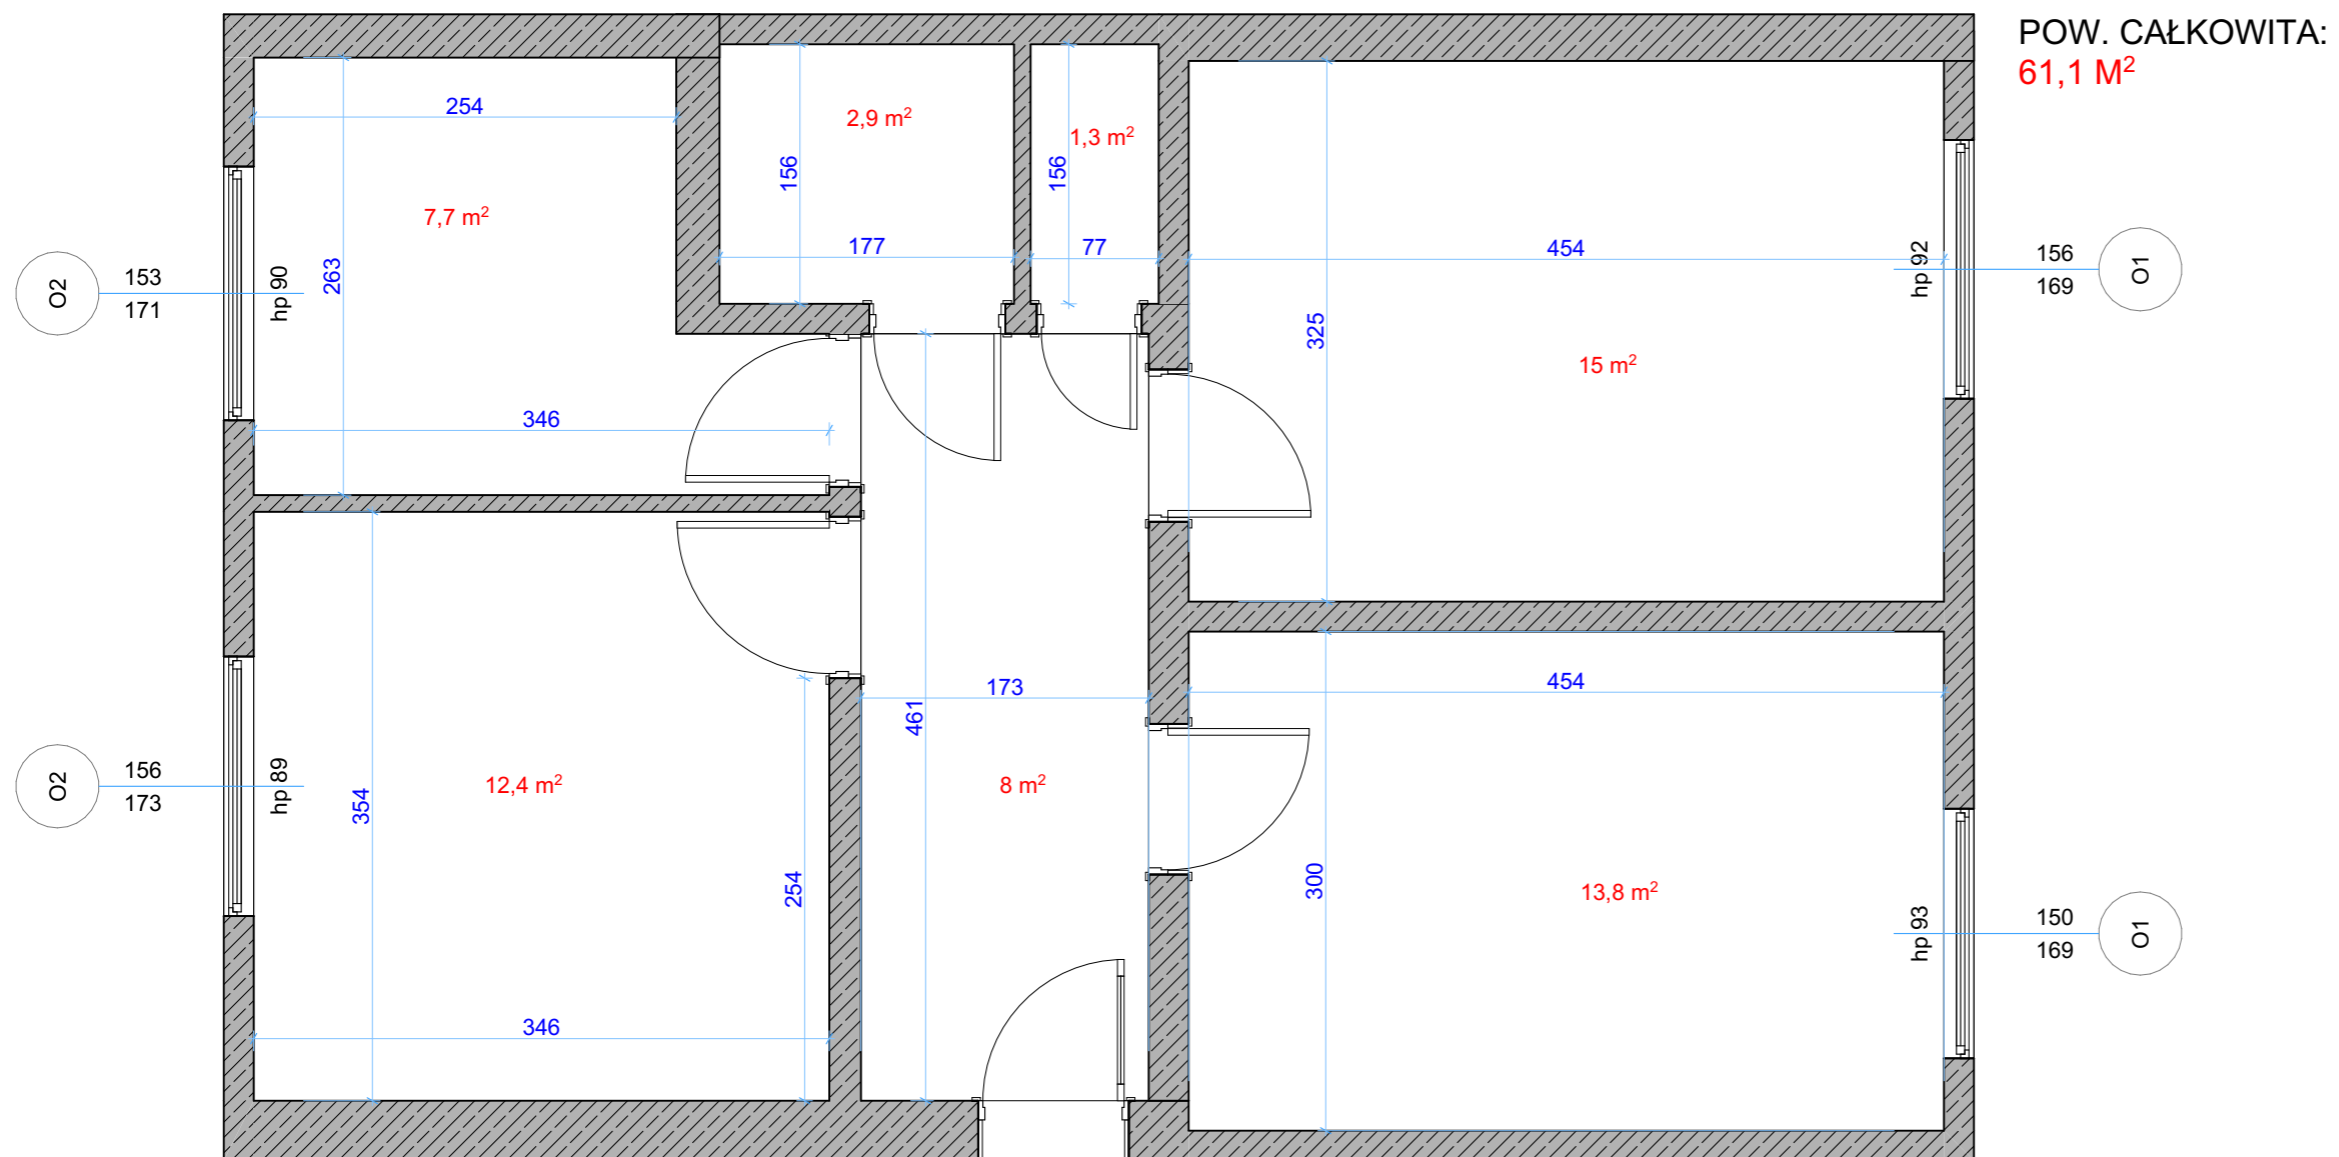 POW. CAŁKOWITA:
61,1 M²
254
2,9 m²
1,3 m²
156
156
7,7 m²
263
177
77
454
325
15 m²
346
O2
153
171
hp 90
hp 92
156
169
O1
173
461
454
12,4 m²
8 m²
354
254
300
13,8 m²
346
O2
156
173
hp 89
hp 93
150
169
O1